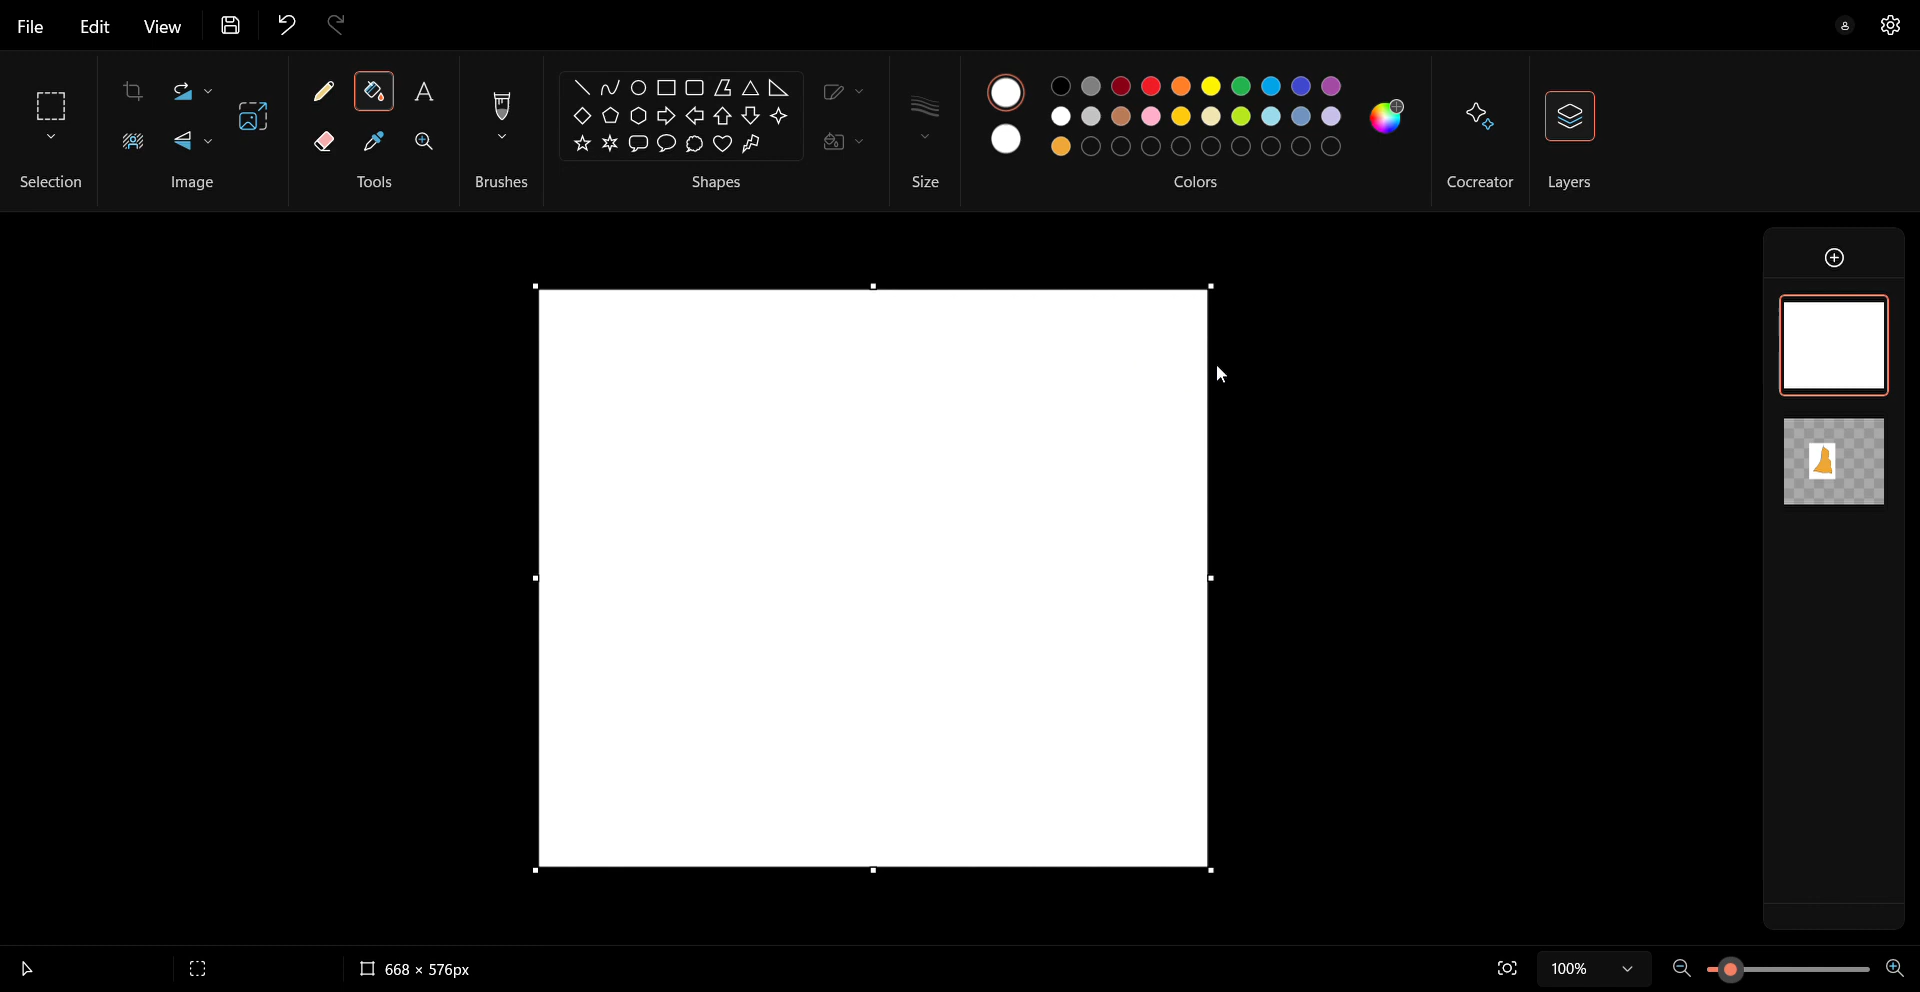 File Edit View
Selection Image Tools Brushes Shapes Size Colors Cocreator Layers
668 × 576px 100%